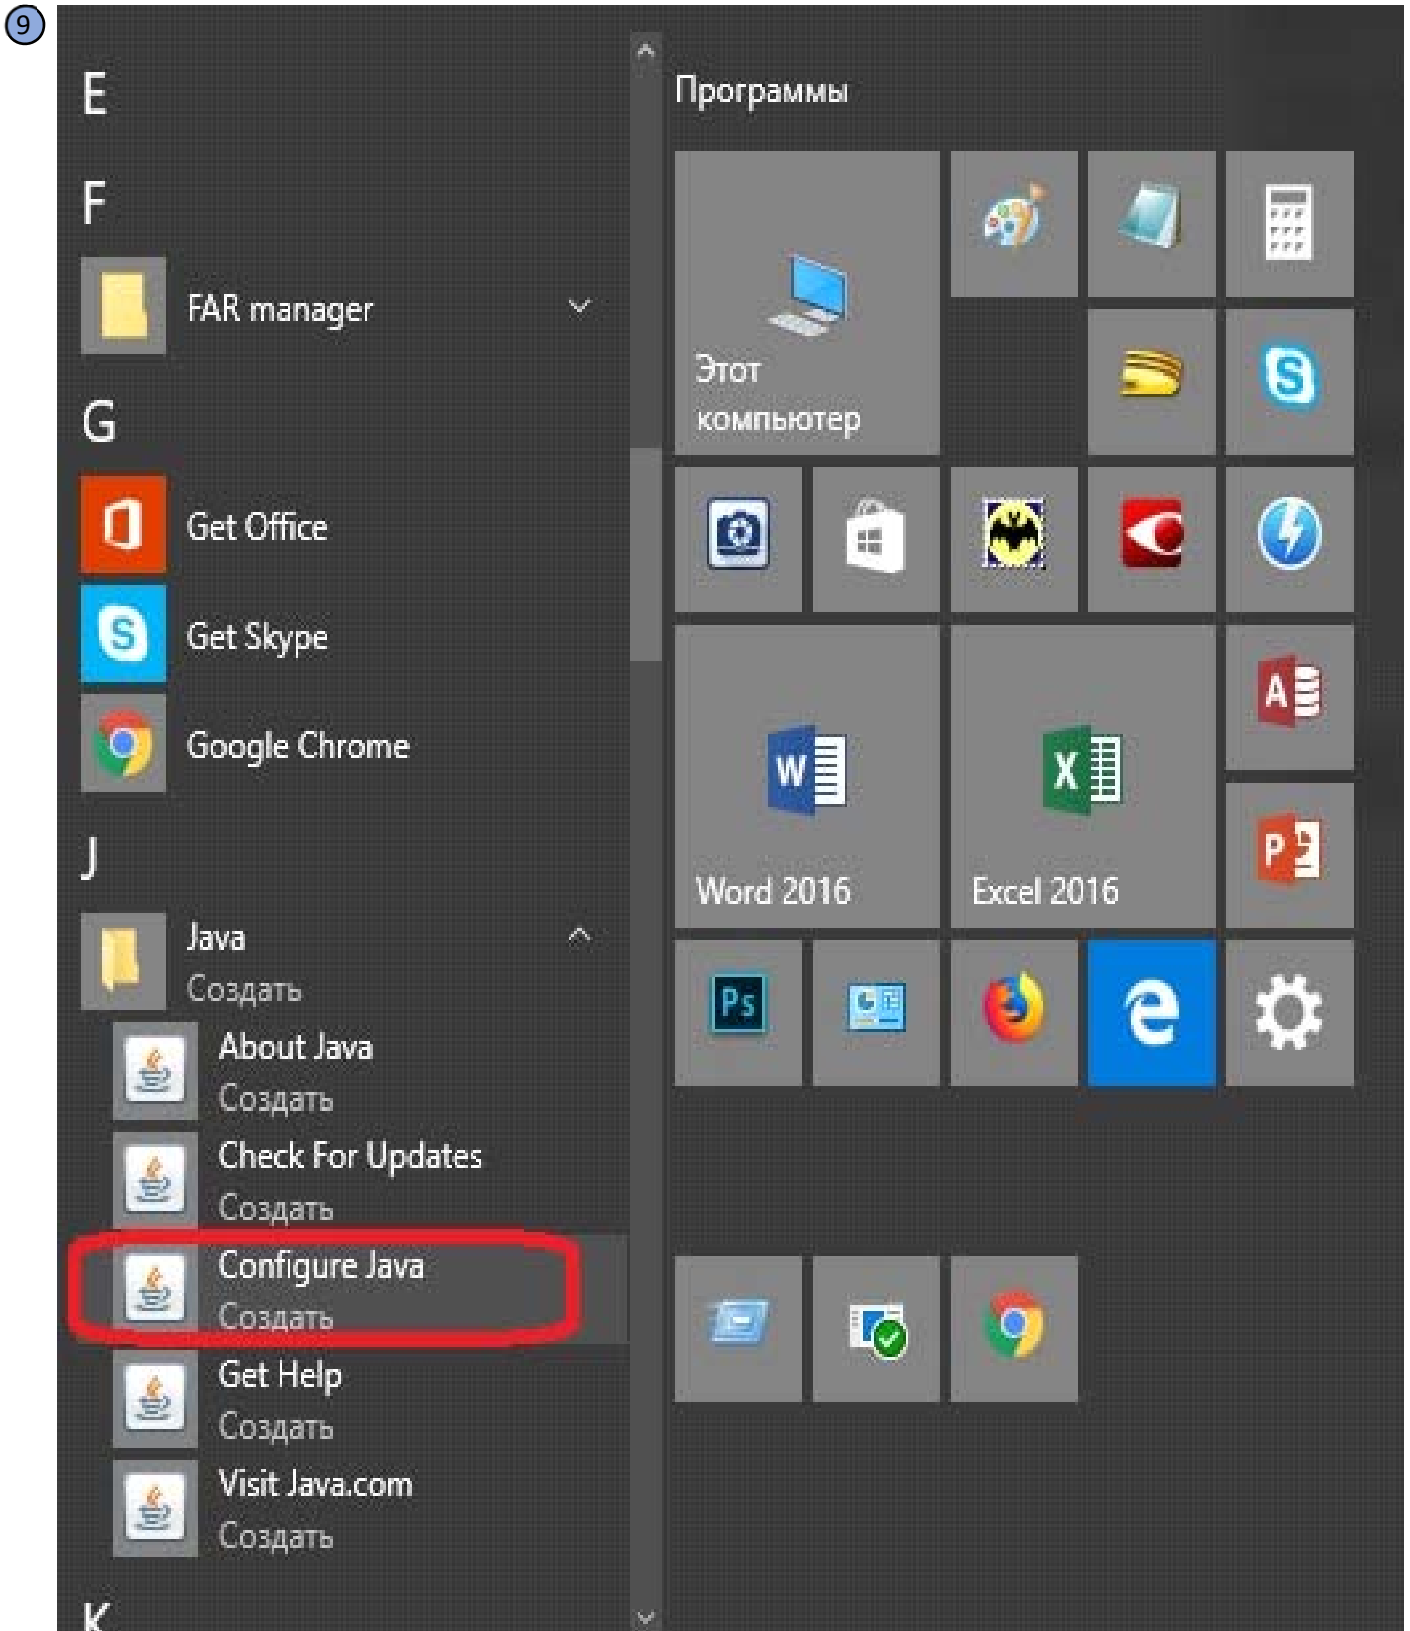 9
E
F
FAR manager
G
Get Office
Get Skype
Google Chrome
J
Java
Создать
About Java
Создать
Check For Updates
Создать
Configure Java
Создать
Get Help
Создать
Visit Java.com
Создать
K
Программы
Этот
компьютер
S
S
W
X
A
P
Word 2016
Excel 2016
Ps
e